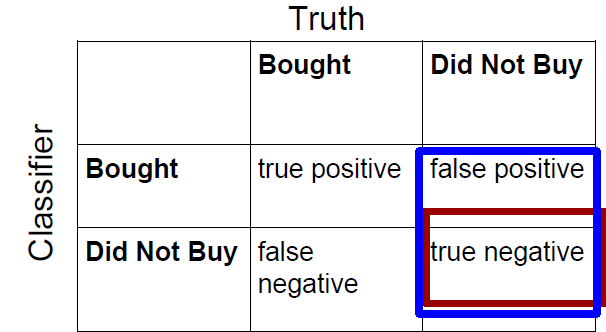 Truth
Classifier
Bought
Did Not Buy
Bought
true positive
false positive
Did Not Buy
false
negative
true negative